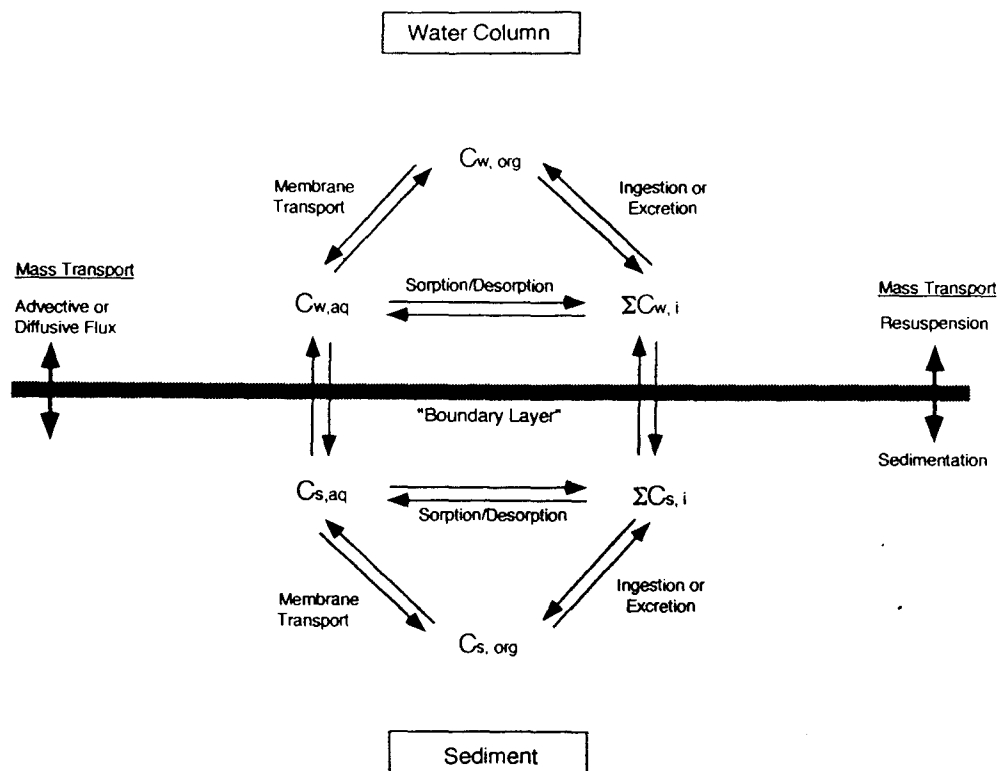 Water Column
Cw, org
Membrane
Transport
Ingestion or
Excretion
Mass Transport
Advective or
Diffusive Flux
Cw,aq
Sorption/Desorption
ΣCw, i
Mass Transport
Resuspension
"Boundary Layer"
Cs,aq
Sorption/Desorption
ΣCs, i
Sedimentation
Membrane
Transport
Ingestion or
Excretion
Cs, org
Sediment